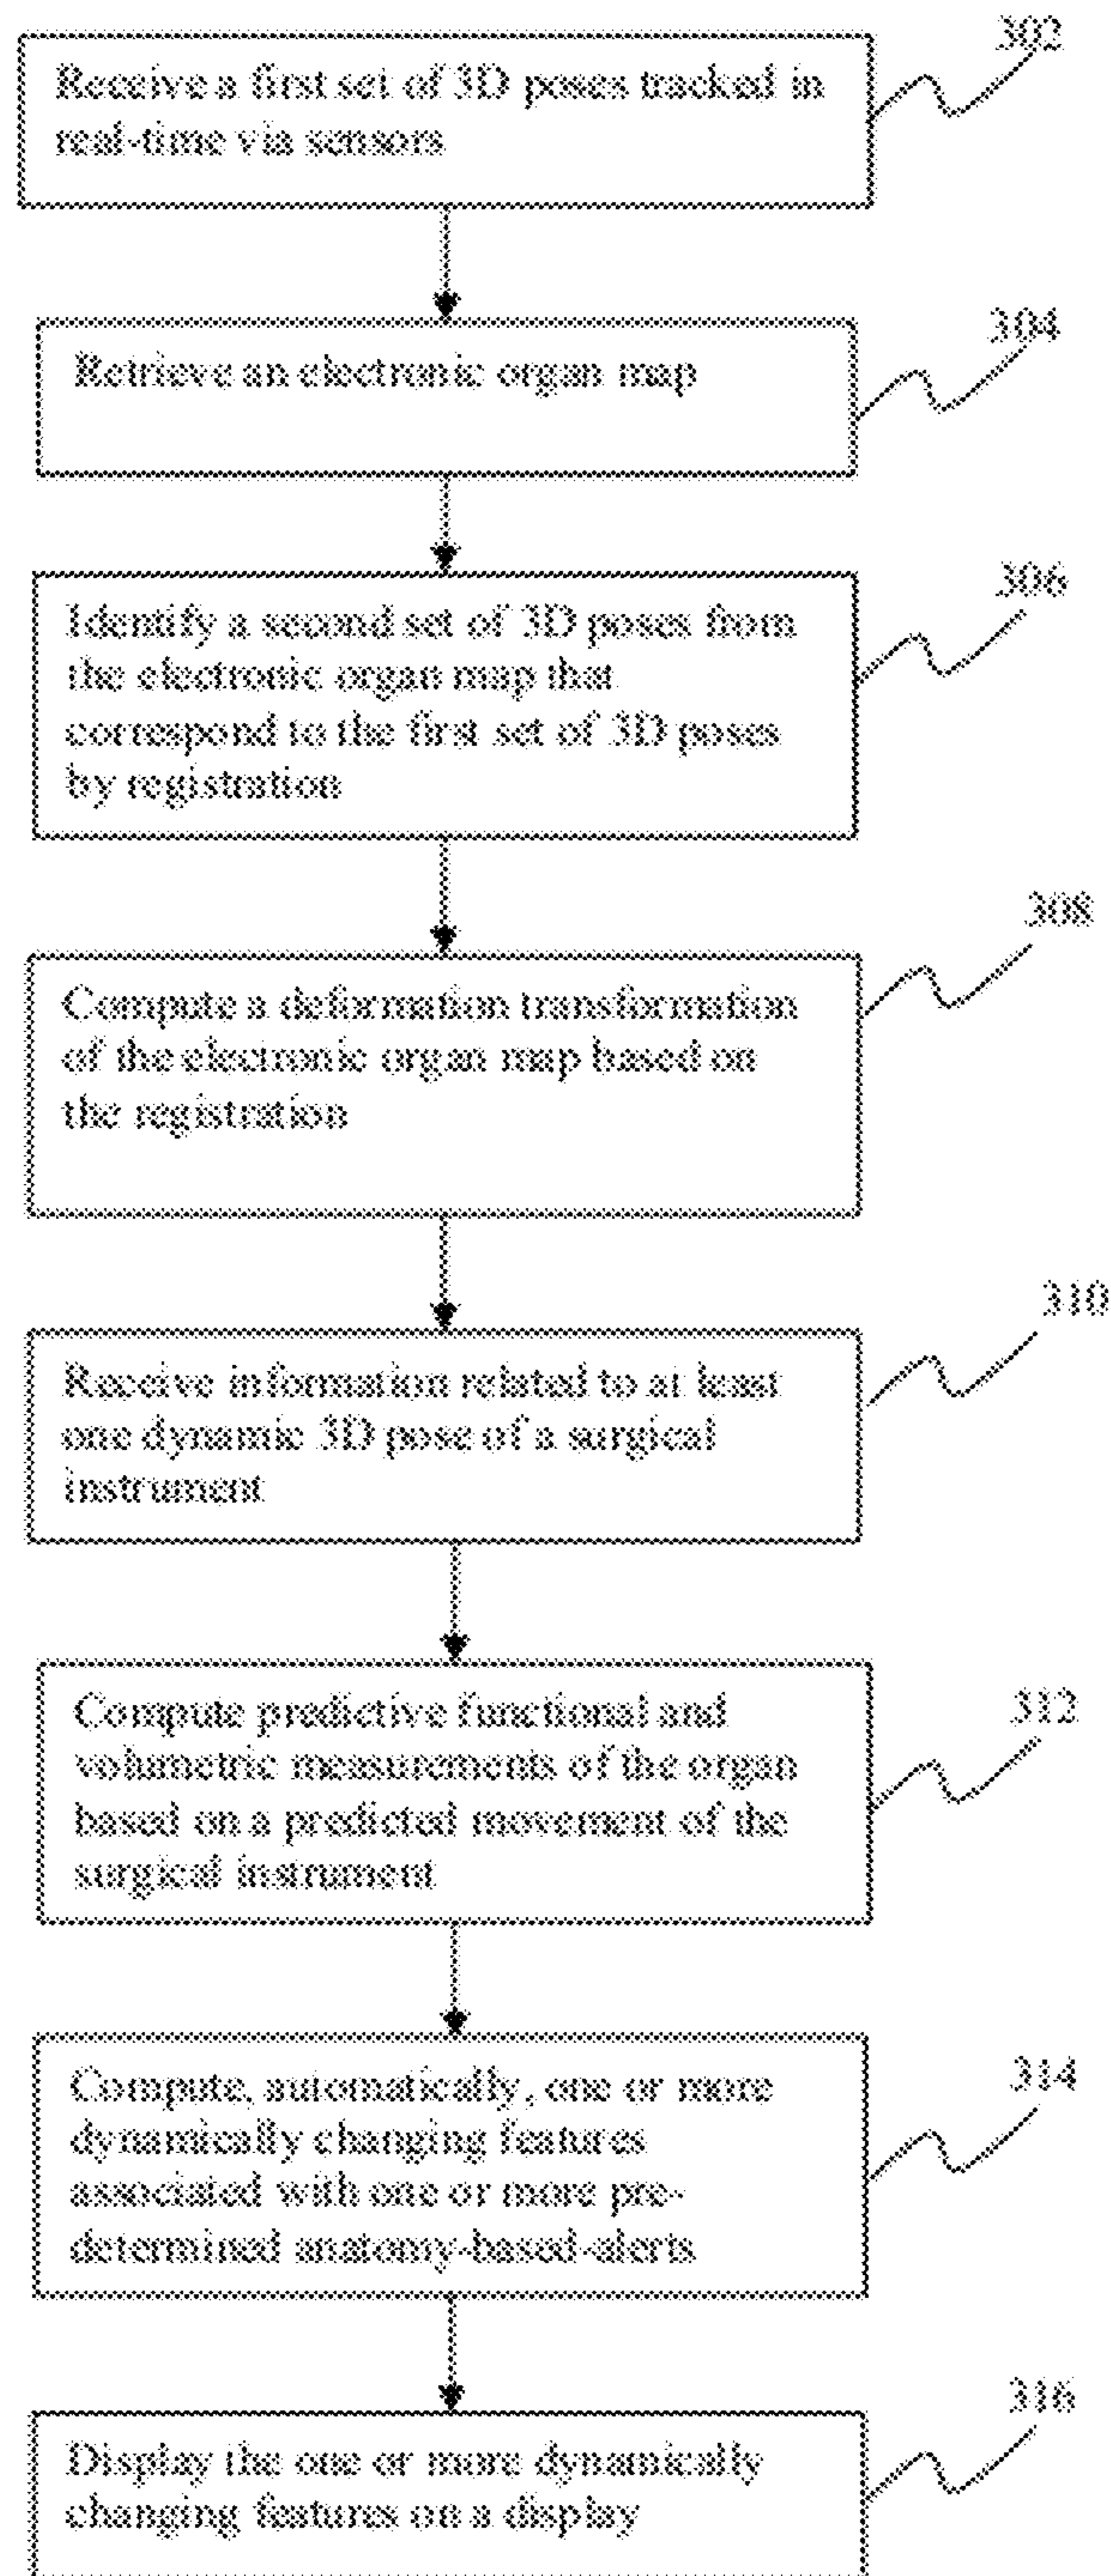 302
Receive a first set of 3D poses tracked in
real-time via sensors
304
Retrieve an electronic organ map
306
Identify a second set of 3D poses from
the electronic organ map that
correspond to the first set of 3D poses
by registration
308
Compute a deformation transformation
of the electronic organ map based on
the registration
310
Receive information related to at least
one dynamic 3D pose of a surgical
instrument
312
Compute predictive functional and
volumetric measurements of the organ
based on a predicted movement of the
surgical instrument
314
Compute, automatically, one or more
dynamically changing features
associated with one or more pre-
determined anatomy-based-alerts
316
Display the one or more dynamically
changing features on a display